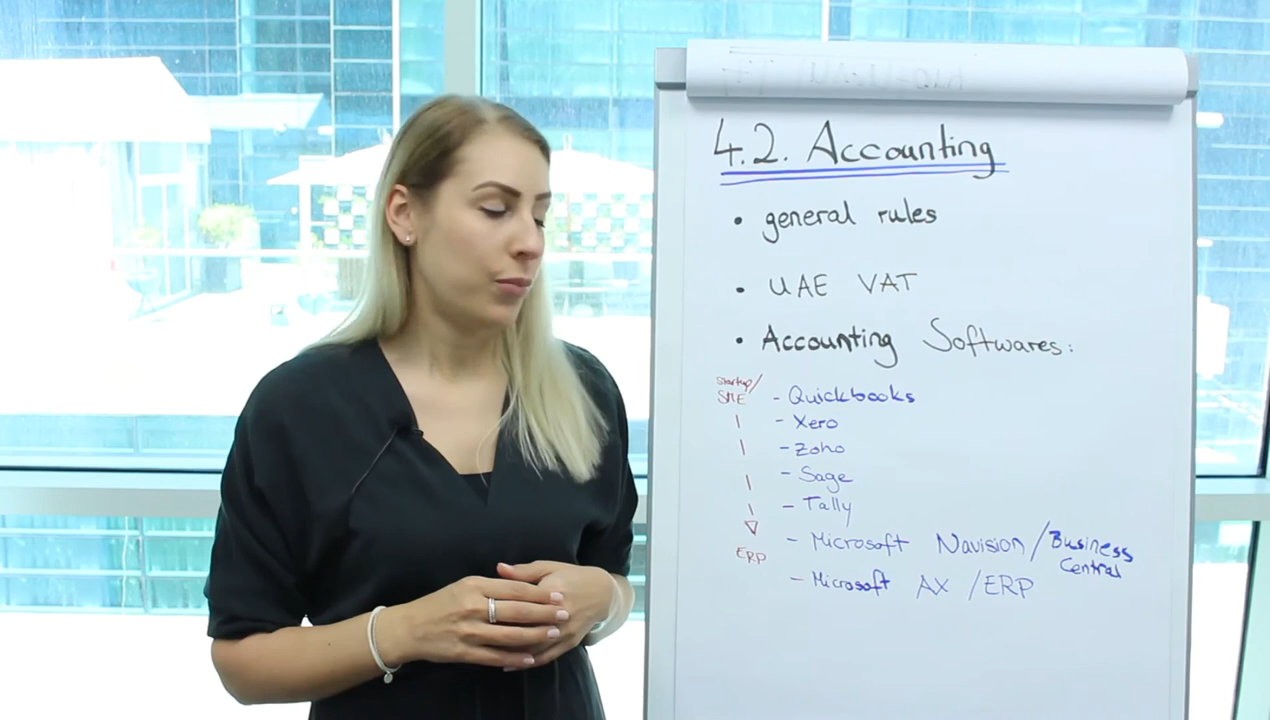 4.2. Accounting
• general rules
• UAE VAT
• Accounting Softwares:
Startup/
SME
- Quickbooks
- Xero
- Zoho
- Sage
- Tally
- Microsoft Navision / Business Central
ERP
- Microsoft AX / ERP